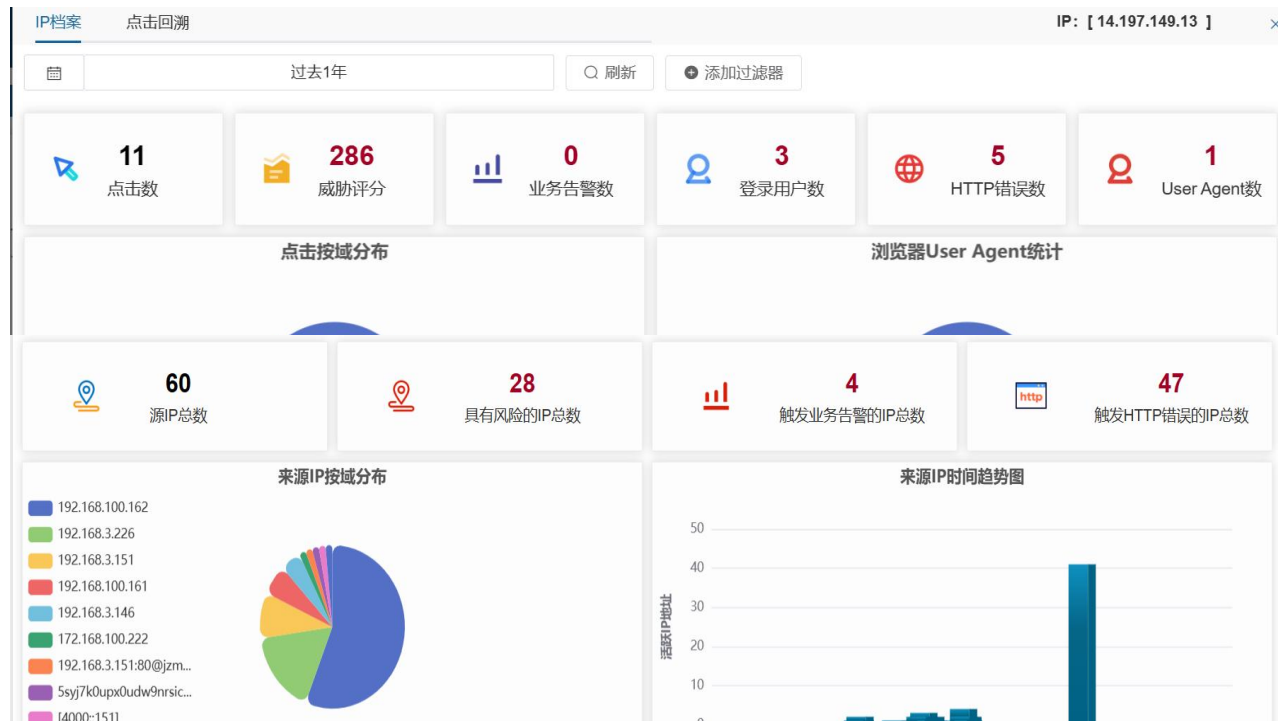 IP档案 点击回溯 IP: [ 14.197.149.13 ] ×
过去1年 刷新 添加过滤器
11 286 0 3 5 1
点击数 威胁评分 业务告警数 登录用户数 HTTP错误数 User Agent数
点击按域分布 浏览器User Agent统计
60 28 4 47
源IP总数 具有风险的IP总数 触发业务告警的IP总数 http 触发HTTP错误的IP总数
来源IP按域分布 来源IP时间趋势图
192.168.100.162
192.168.3.226
192.168.3.151
192.168.100.161
192.168.3.146
172.168.100.222
192.168.3.151:80@jzm...
5syj7k0upx0udw9nrsic...
[4000::151]
活跃IP地址
50
40
30
20
10
0